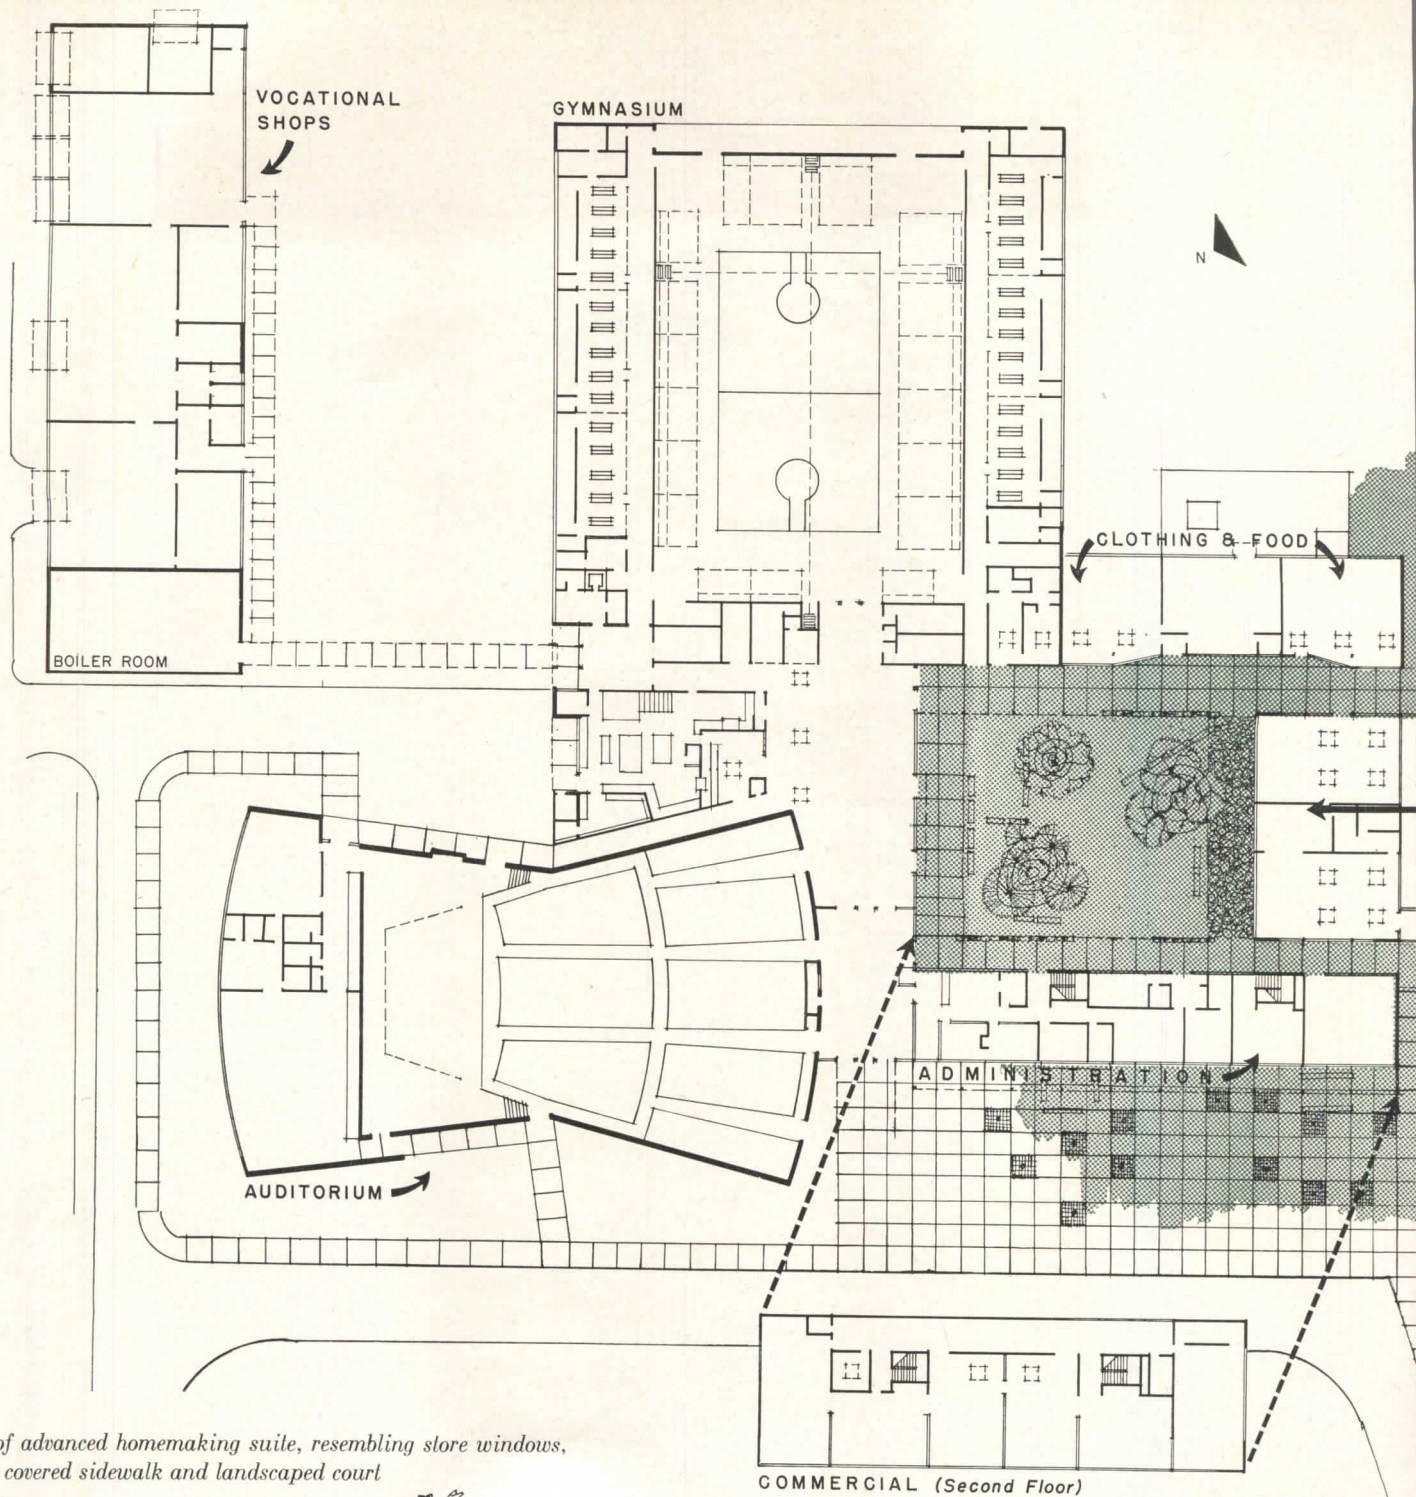 VOCATIONAL
SHOPS
GYMNASIUM
N
CLOTHING & FOOD
BOILER ROOM
ADMINISTRATION
AUDITORIUM
of advanced homemaking suite, resembling store windows,
covered sidewalk and landscaped court
COMMERCIAL (Second Floor)